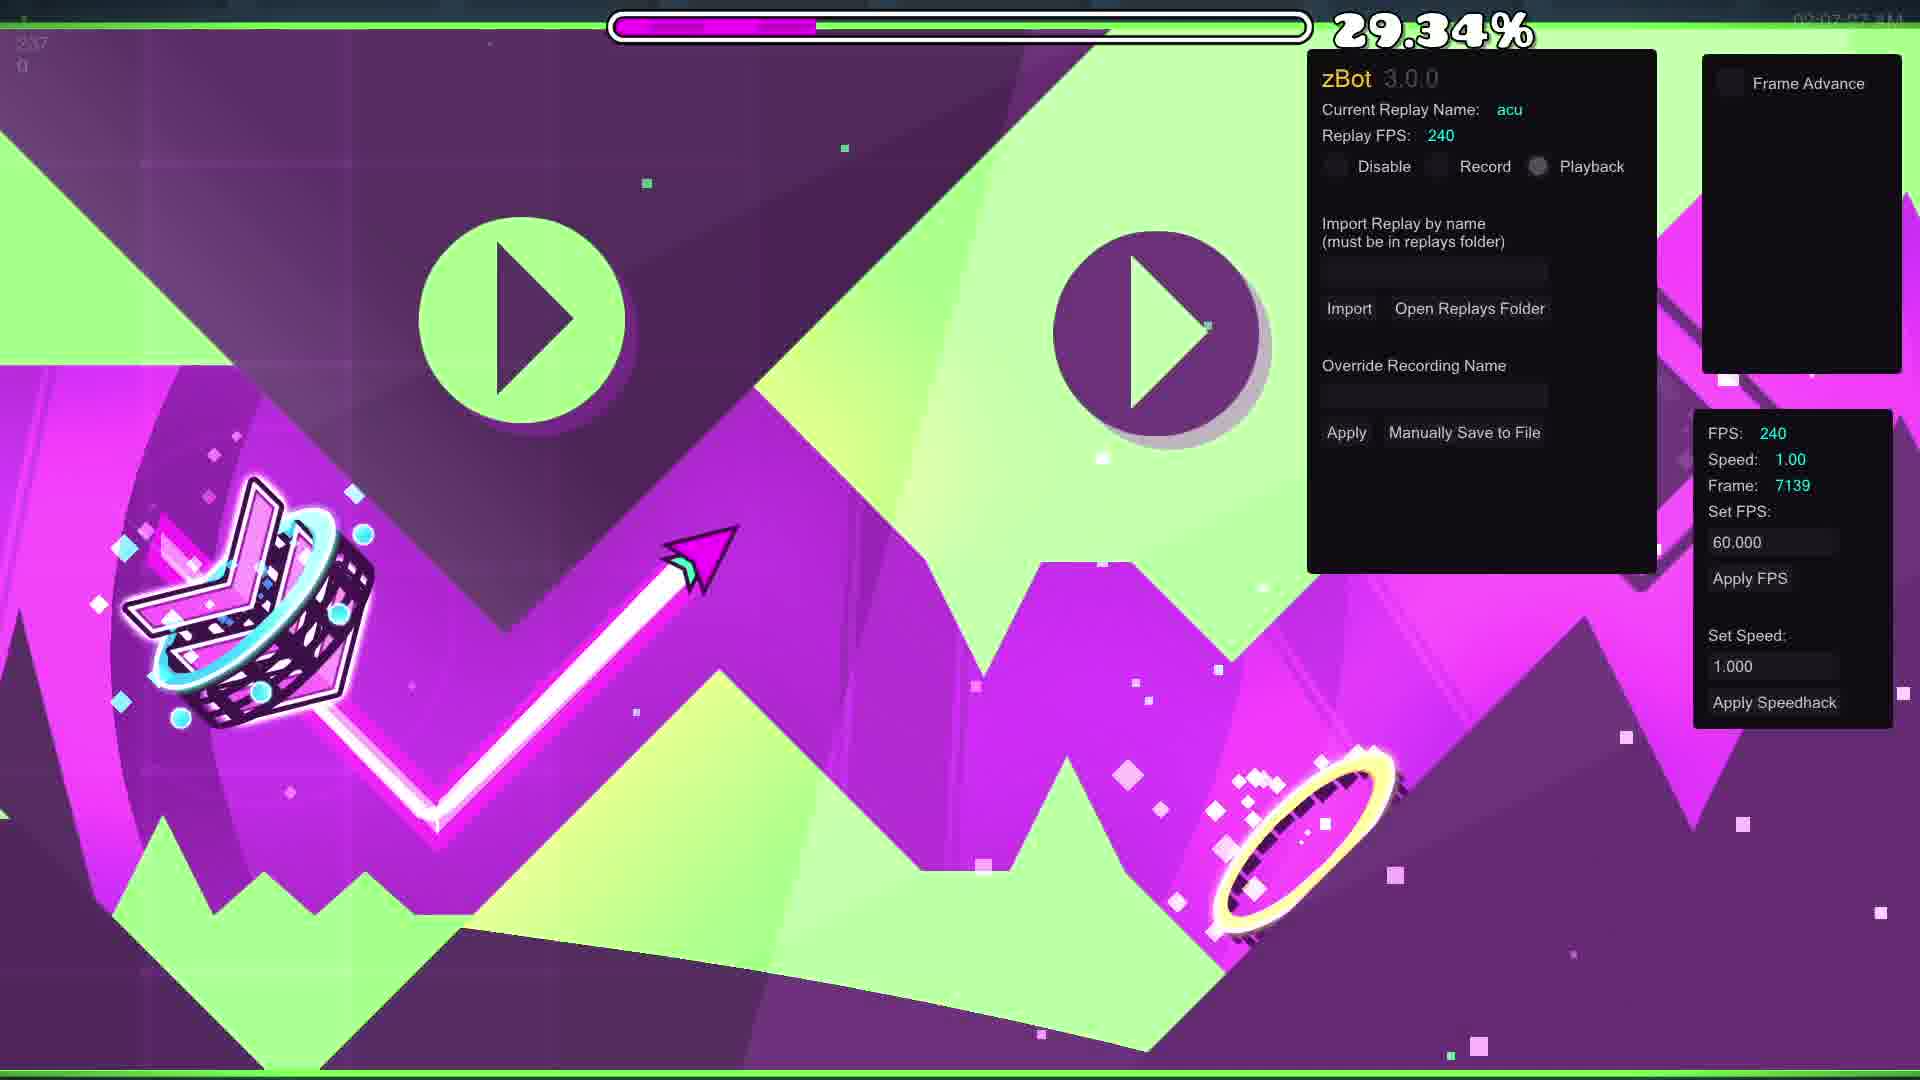 29.34%
237
0
zBot 3.0.0
Current Replay Name: acu
Replay FPS: 240
Disable Record Playback
Import Replay by name
(must be in replays folder)
Import Open Replays Folder
Override Recording Name
Apply Manually Save to File
Frame Advance
FPS: 240
Speed: 1.00
Frame: 7139
Set FPS:
60.000
Apply FPS
Set Speed:
1.000
Apply Speedhack